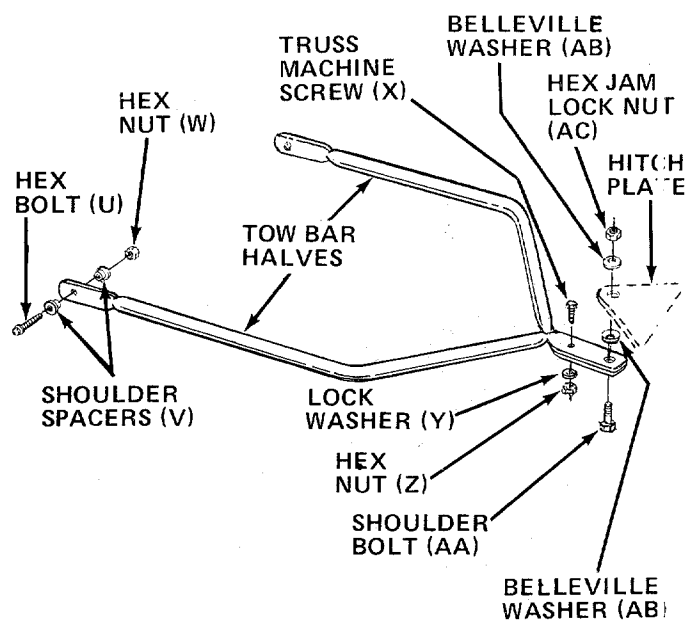 BELLEVILLE
WASHER (AB)
TRUSS
MACHINE
SCREW (X)
HEX JAM
LOCK NUT
(AC)
HEX
NUT (W)
HITCH
PLATE
HEX
BOLT (U)
TOW BAR
HALVES
SHOULDER
SPACERS (V)
LOCK
WASHER (Y)
HEX
NUT (Z)
SHOULDER
BOLT (AA)
BELLEVILLE
WASHER (AB)